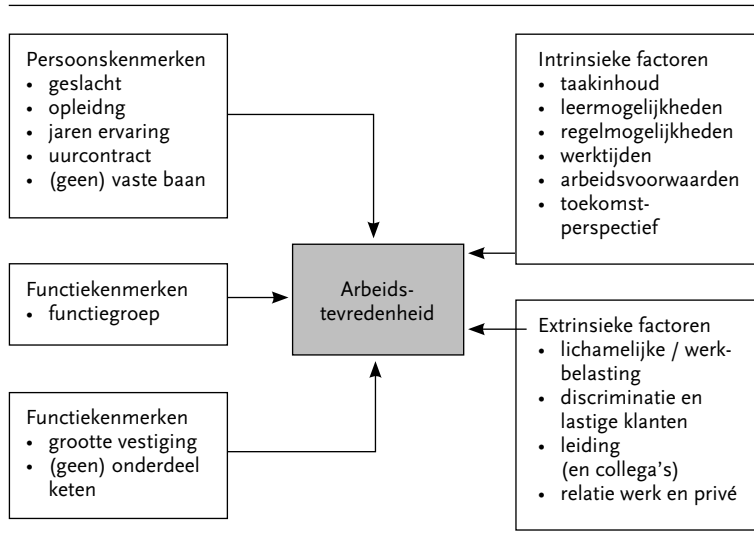 Persoonskenmerken
• geslacht
• opleidng
• jaren ervaring
• uurcontract
• (geen) vaste baan
Functiekenmerken
• functiegroep
Functiekenmerken
• grootte vestiging
• (geen) onderdeel
keten
Arbeids-
tevredenheid
Intrinsieke factoren
• taakinhoud
• leermogelijkheden
• regelmogelijkheden
• werktijden
• arbeidsvoorwaarden
• toekomst-
perspectief
Extrinsieke factoren
• lichamelijke / werk-
belasting
• discriminatie en
lastige klanten
• leiding
(en collega's)
• relatie werk en privé